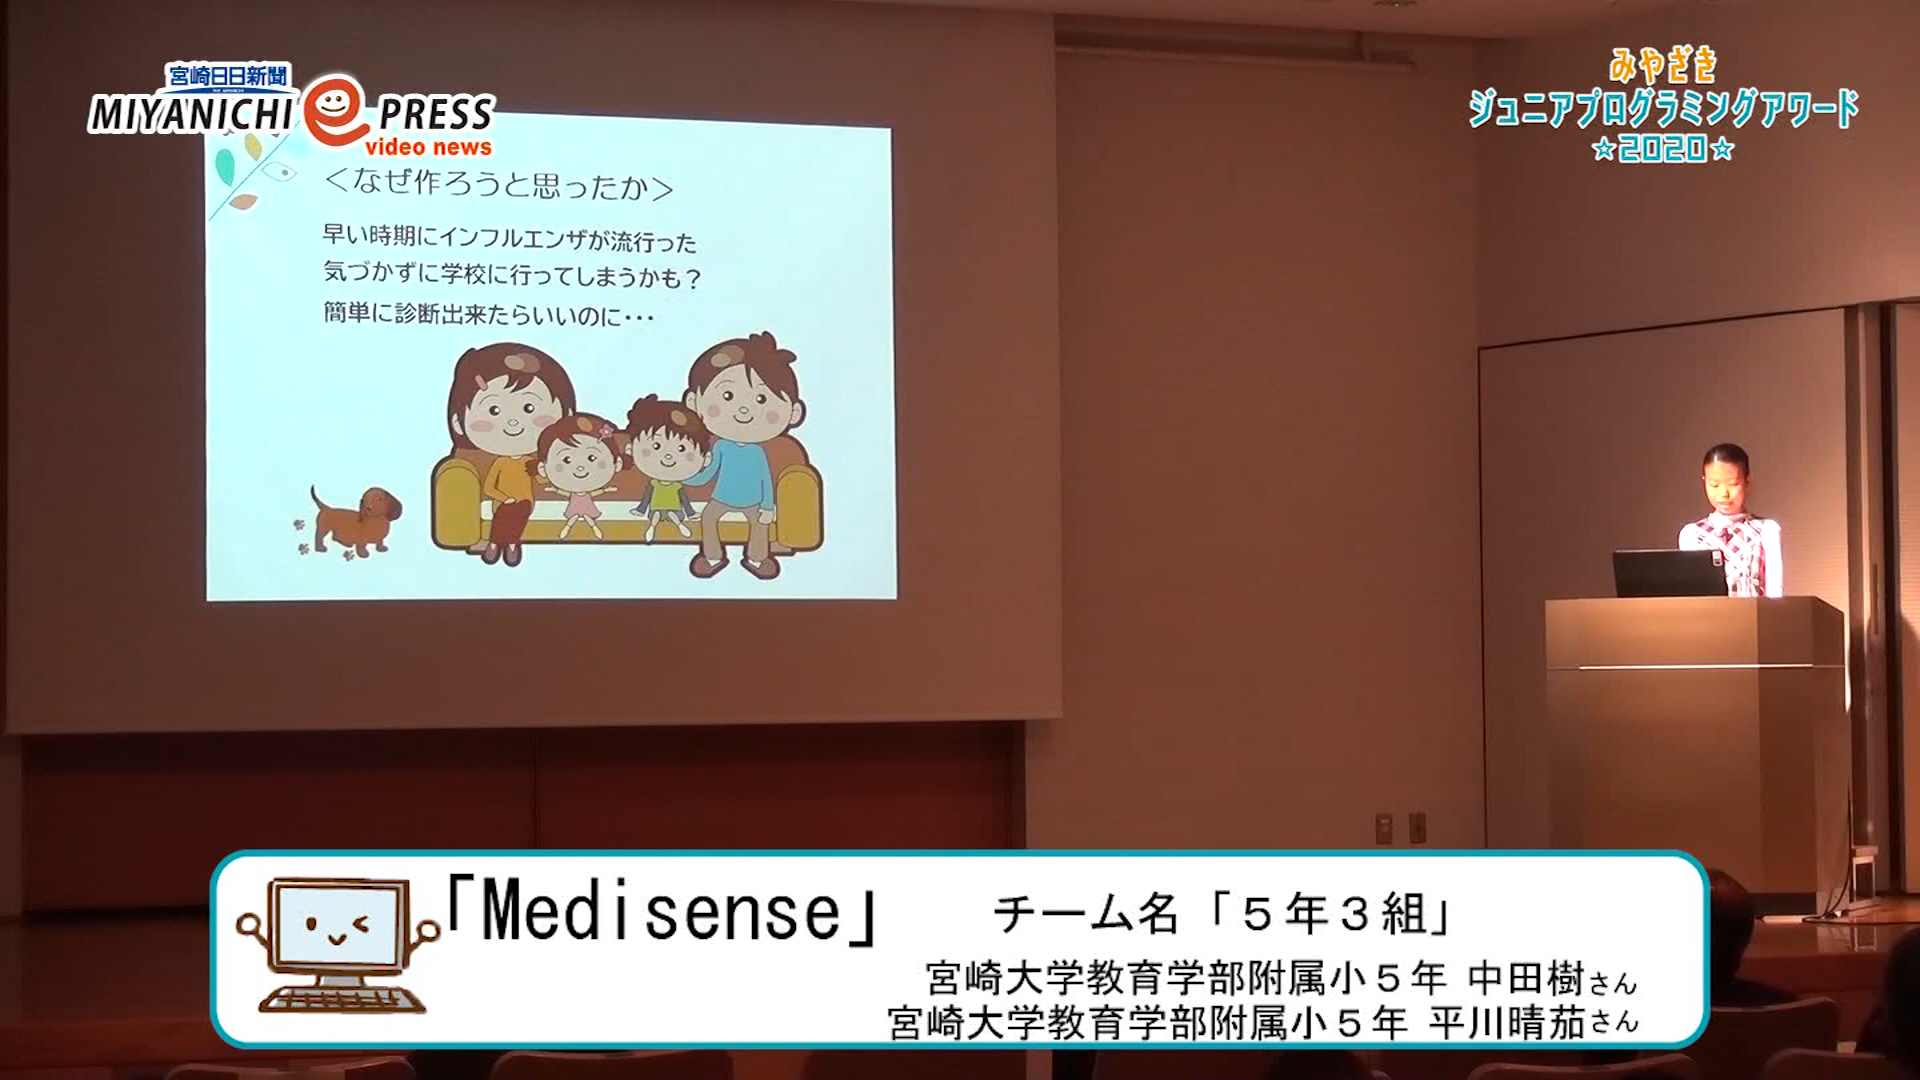 宮崎日日新聞
MIYANICHI e PRESS
video news
みやざき
ジュニアプログラミングアワード
☆2020☆
＜なぜ作ろうと思ったか＞
早い時期にインフルエンザが流行った
気づかずに学校に行ってしまうかも？
簡単に診断出来たらいいのに・・・
「Medisense」 チーム名「５年３組」
宮崎大学教育学部附属小５年 中田樹さん
宮崎大学教育学部附属小５年 平川晴茄さん